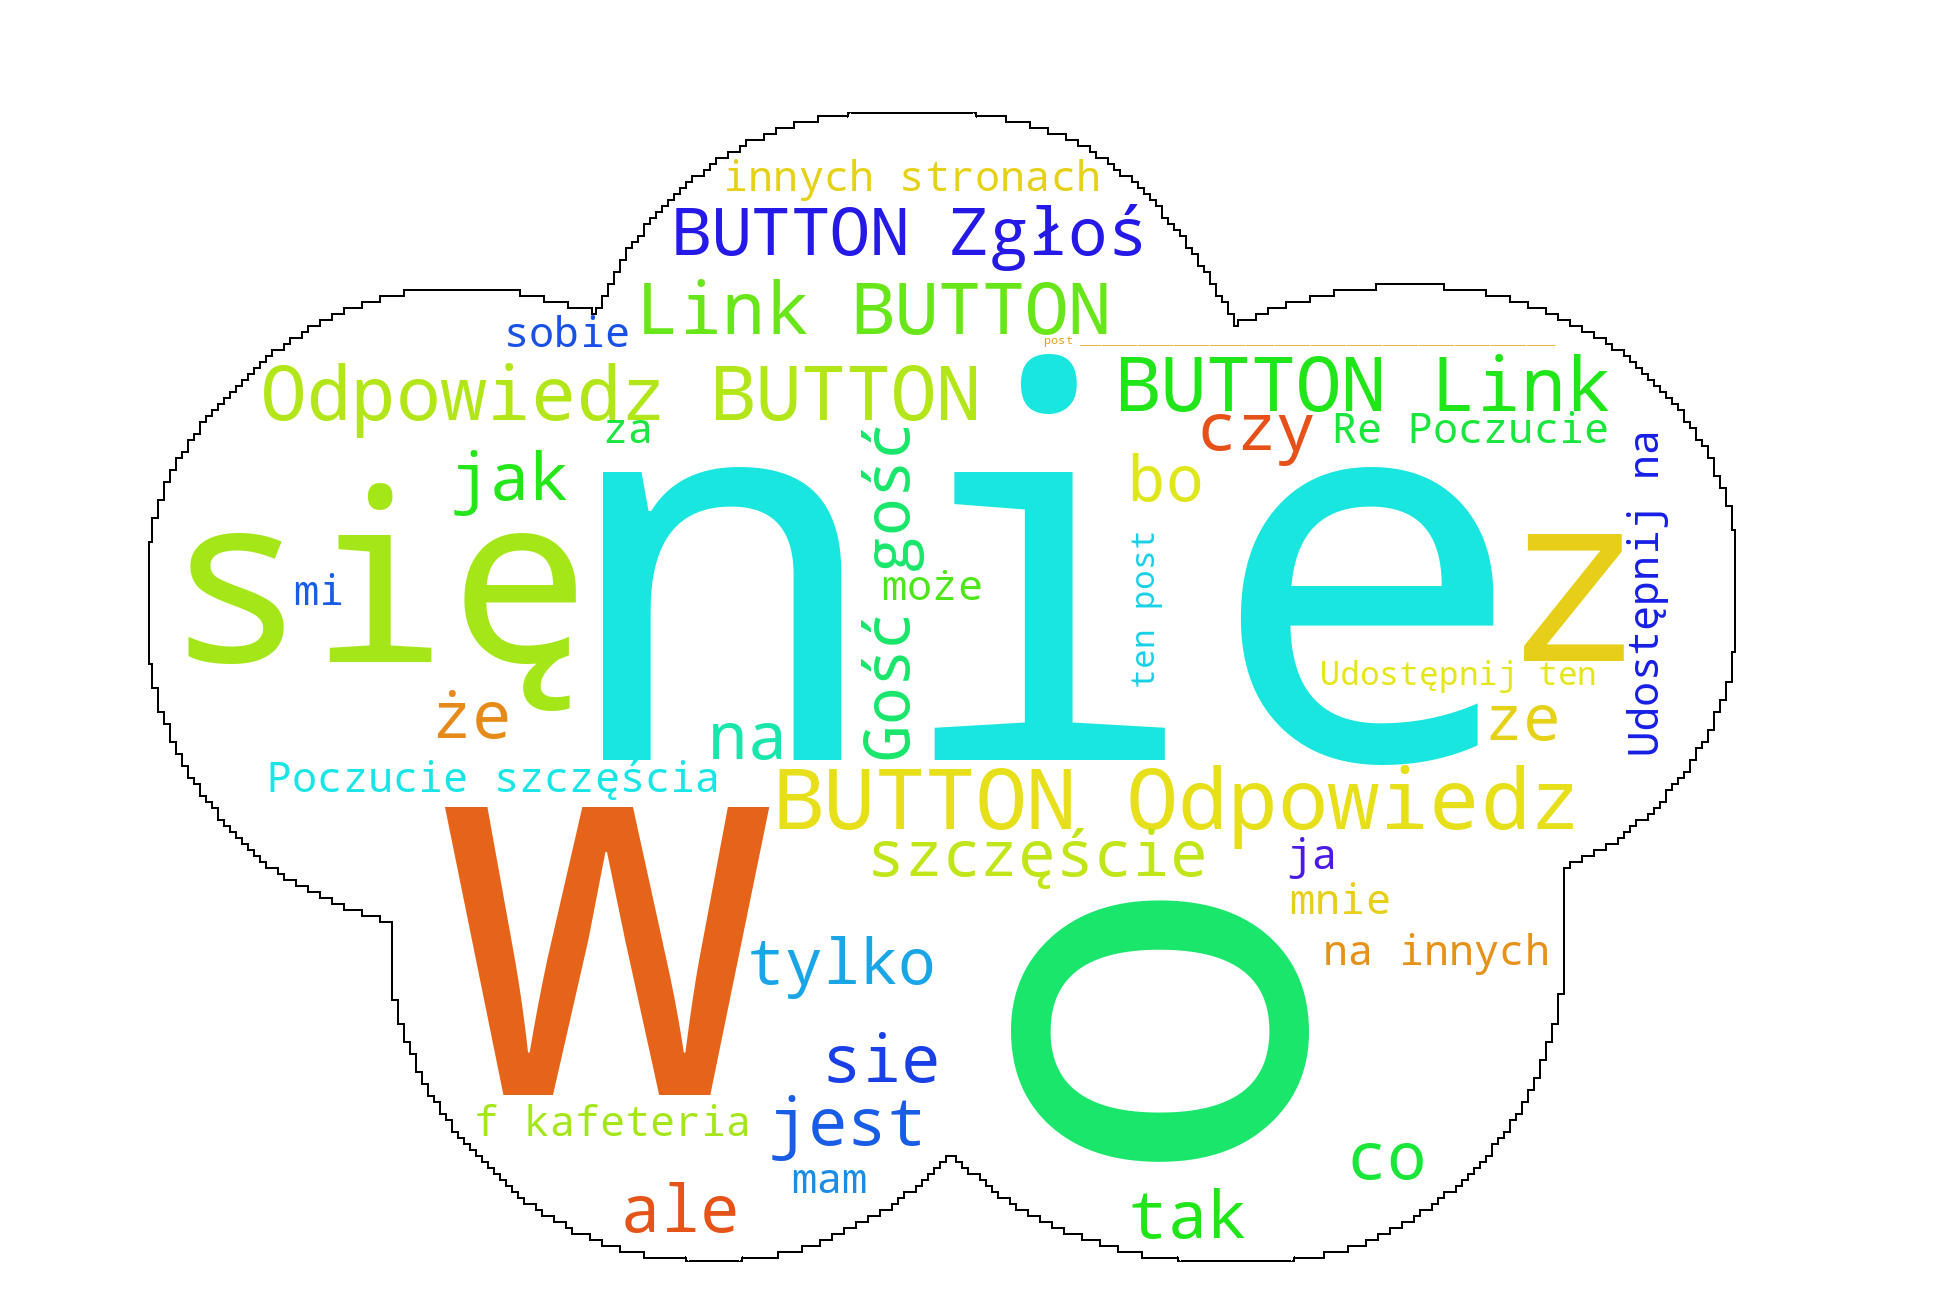 innych stronach
BUTTON Zgłoś
Link BUTTON
sobie
post
Odpowiedz BUTTON
BUTTON Link
za
czy
Re Poczucie
jak
bo
się
nie
z
mi
Gość gość
może
ten post
Udostępnij na
Udostępnij ten
że
na
ze
Poczucie szczęścia
BUTTON Odpowiedz
w
szczęście
ja
mnie
o
tylko
na innych
sie
f kafeteria
jest
co
mam
ale
tak